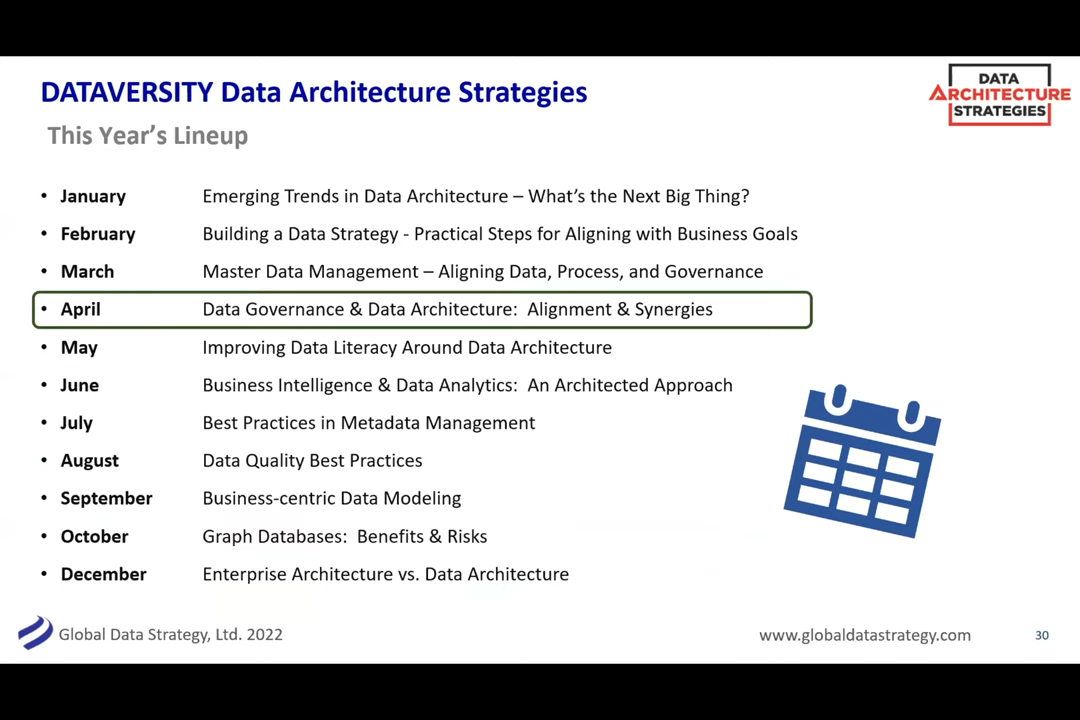 DATAVERSITY Data Architecture Strategies
This Year’s Lineup
DATA
ARCHITECTURE
STRATEGIES
• January Emerging Trends in Data Architecture – What’s the Next Big Thing?
• February Building a Data Strategy - Practical Steps for Aligning with Business Goals
• March Master Data Management – Aligning Data, Process, and Governance
• April Data Governance & Data Architecture: Alignment & Synergies
• May Improving Data Literacy Around Data Architecture
• June Business Intelligence & Data Analytics: An Architected Approach
• July Best Practices in Metadata Management
• August Data Quality Best Practices
• September Business-centric Data Modeling
• October Graph Databases: Benefits & Risks
• December Enterprise Architecture vs. Data Architecture
Global Data Strategy, Ltd. 2022
www.globaldatastrategy.com
30